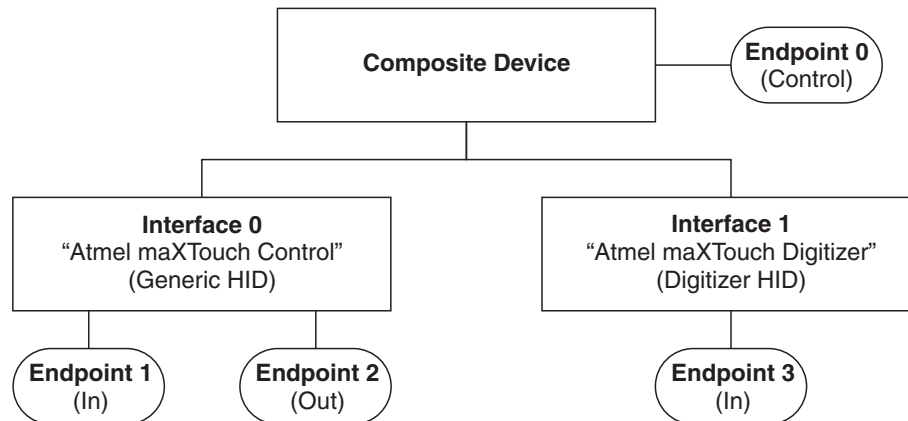 Composite Device
Endpoint 0
(Control)
Interface 0
“Atmel maXTouch Control”
(Generic HID)
Interface 1
“Atmel maXTouch Digitizer”
(Digitizer HID)
Endpoint 1
(In)
Endpoint 2
(Out)
Endpoint 3
(In)